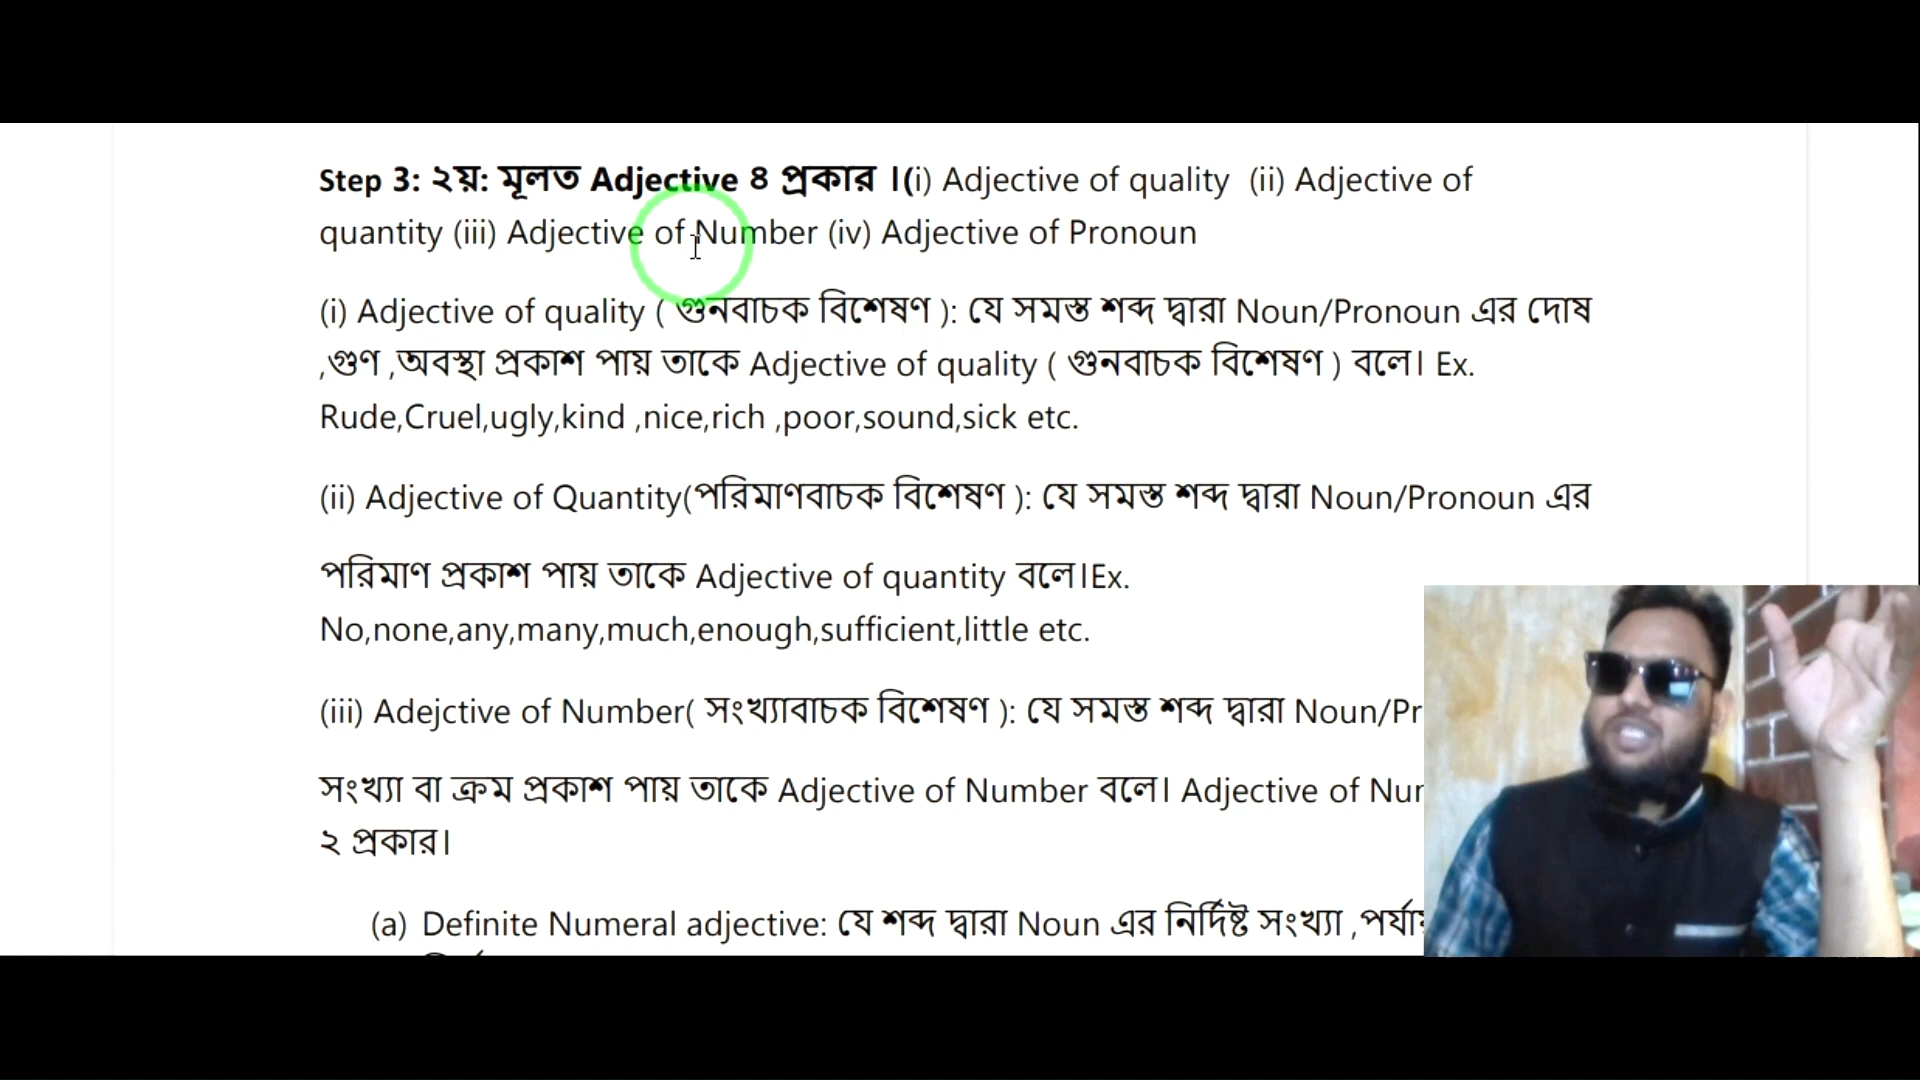 Step 3: ২য়: মূলত Adjective ৪ প্রকার ।(i) Adjective of quality (ii) Adjective of
quantity (iii) Adjective of Number (iv) Adjective of Pronoun
(i) Adjective of quality ( গুনবাচক বিশেষণ ): যে সমস্ত শব্দ দ্বারা Noun/Pronoun এর দোষ
,গুণ ,অবস্থা প্রকাশ পায় তাকে Adjective of quality ( গুনবাচক বিশেষণ ) বলে। Ex.
Rude,Cruel,ugly,kind ,nice,rich ,poor,sound,sick etc.
(ii) Adjective of Quantity(পরিমাণবাচক বিশেষণ ): যে সমস্ত শব্দ দ্বারা Noun/Pronoun এর
পরিমাণ প্রকাশ পায় তাকে Adjective of quantity বলে।Ex.
No,none,any,many,much,enough,sufficient,little etc.
(iii) Adejctive of Number( সংখ্যাবাচক বিশেষণ ): যে সমস্ত শব্দ দ্বারা Noun/Pr
সংখ্যা বা ক্রম প্রকাশ পায় তাকে Adjective of Number বলে। Adjective of Nur
২ প্রকার।
(a) Definite Numeral adjective: যে শব্দ দ্বারা Noun এর নির্দিষ্ট সংখ্যা ,